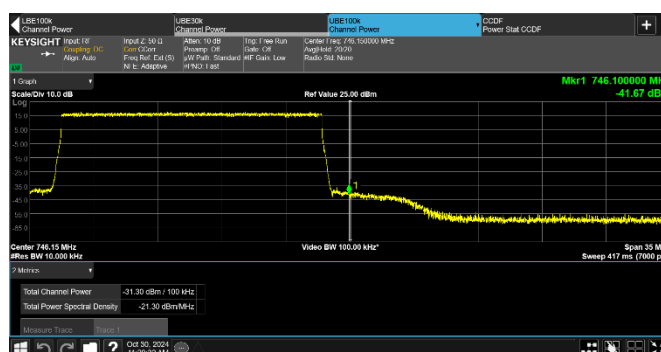 LBE100k
Channel Power
UBE30k
Channel Power
UBE100k
Channel Power
CCDF
Power Stat CCDF
KEYSIGHT
Input: RF
Coupling: DC
Align: Auto
Input Z: 50 Ω
Corr CCorr
Freq Ref: Ext (S)
NFE: Adaptive
Atten: 10 dB
Preamp: Off
µW Path: Standard
#PNO: Fast
Trig: Free Run
Gate: Off
#IF Gain: Low
Center Freq: 746.150000 MHz
Avg|Hold: 20/20
Radio Std: None
1 Graph
Scale/Div 10.0 dB
Ref Value 25.00 dBm
Mkr1 746.100000 M
-41.67 dB
Log
15.0
5.00
-5.00
-15.0
-25.0
-35.0
-45.0
-55.0
-65.0
1
Center 746.15 MHz
#Res BW 10.000 kHz
Video BW 100.00 kHz*
Span 35 M
Sweep 417 ms (7000 p
2 Metrics
Total Channel Power -31.30 dBm / 100 kHz
Total Power Spectral Density -21.30 dBm/MHz
Measure Trace Trace 1
Oct 30, 2024